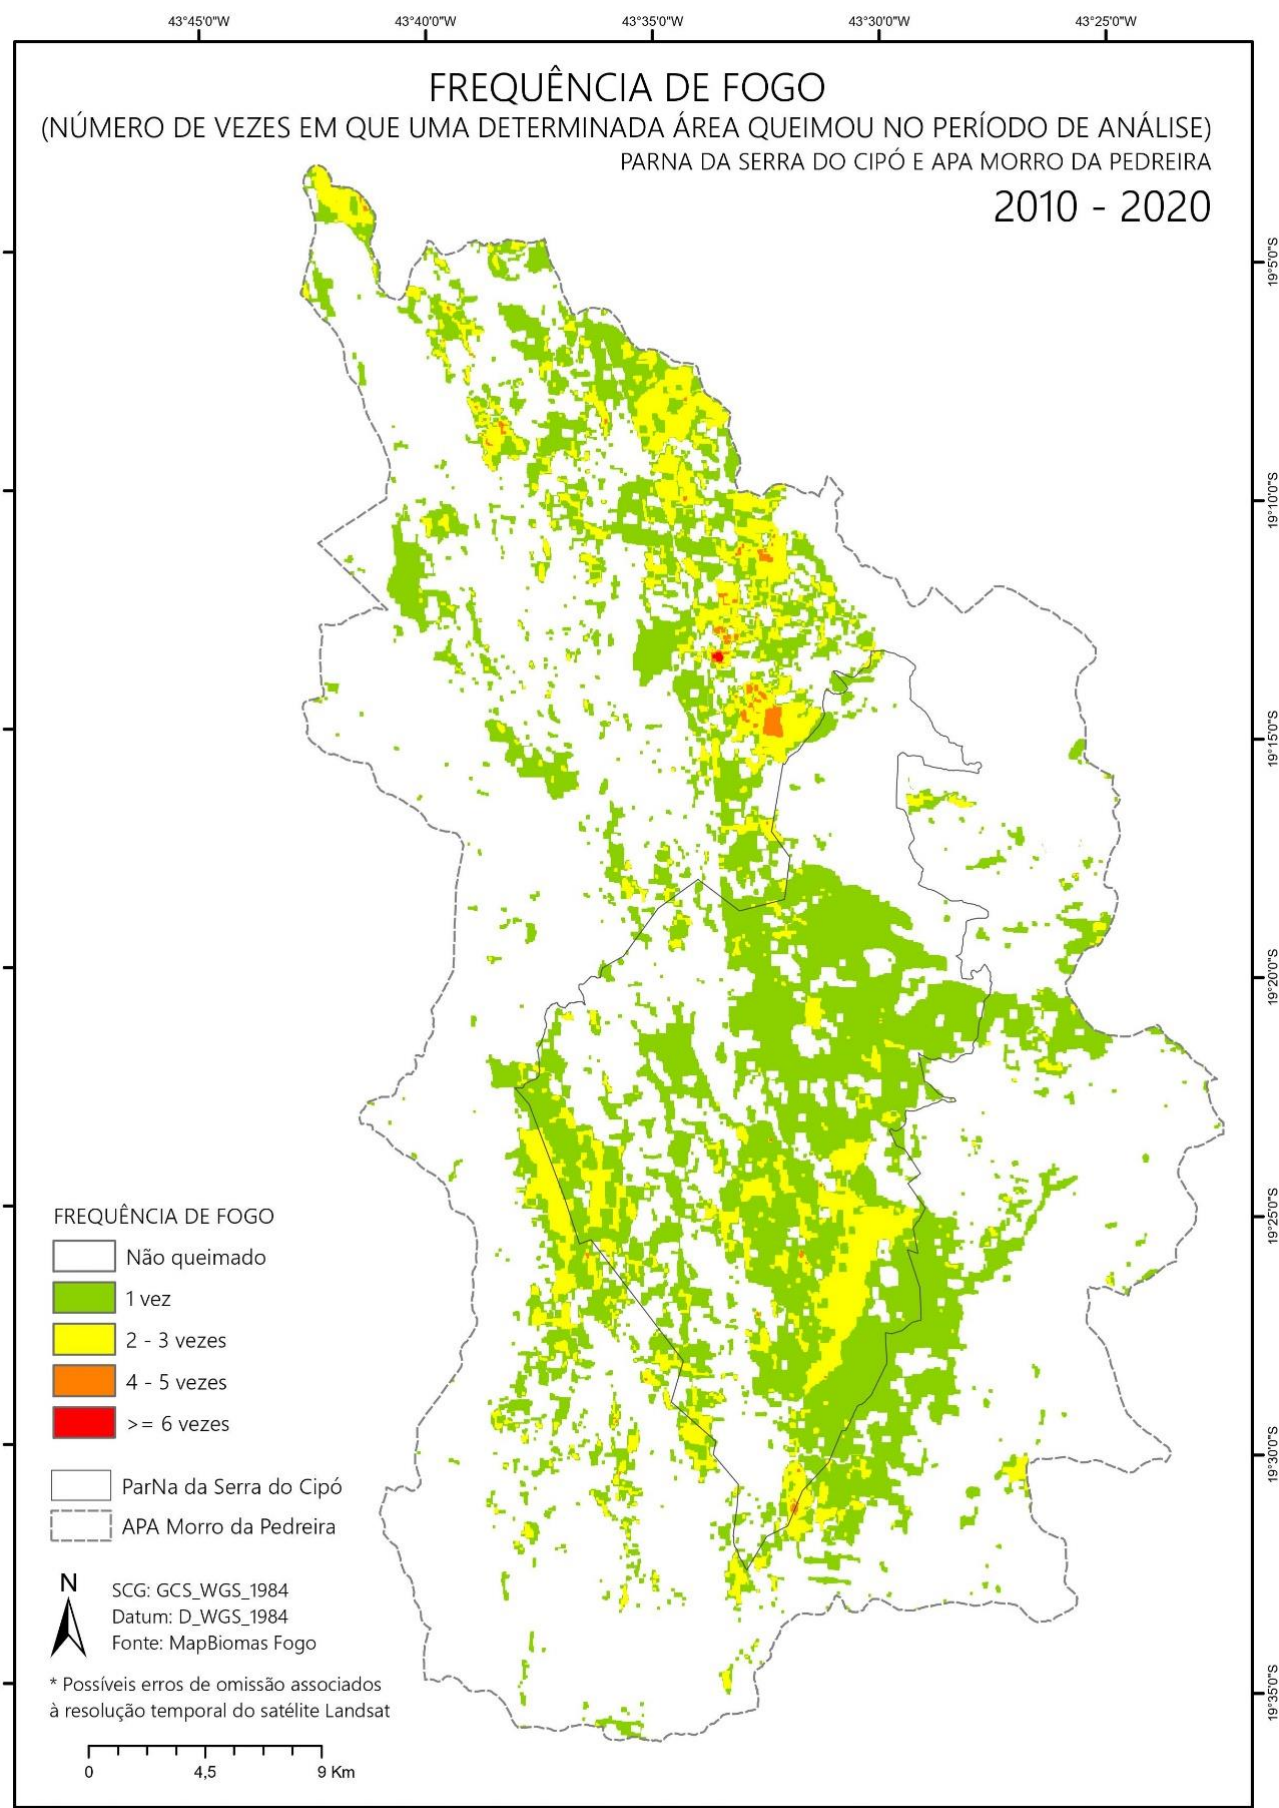 43°45'0"W
43°40'0"W
43°35'0"W
43°30'0"W
43°25'0"W
FREQUÊNCIA DE FOGO
(NÚMERO DE VEZES EM QUE UMA DETERMINADA ÁREA QUEIMOU NO PERÍODO DE ANÁLISE)
PARNA DA SERRA DO CIPÓ E APA MORRO DA PEDREIRA
2010 - 2020
19°5'0"S
19°10'0"S
19°15'0"S
19°20'0"S
19°25'0"S
19°30'0"S
19°35'0"S
FREQUÊNCIA DE FOGO
Não queimado
1 vez
2 - 3 vezes
4 - 5 vezes
>= 6 vezes
ParNa da Serra do Cipó
APA Morro da Pedreira
N
SCG: GCS_WGS_1984
Datum: D_WGS_1984
Fonte: MapBiomas Fogo
* Possíveis erros de omissão associados
à resolução temporal do satélite Landsat
0 4,5 9 Km